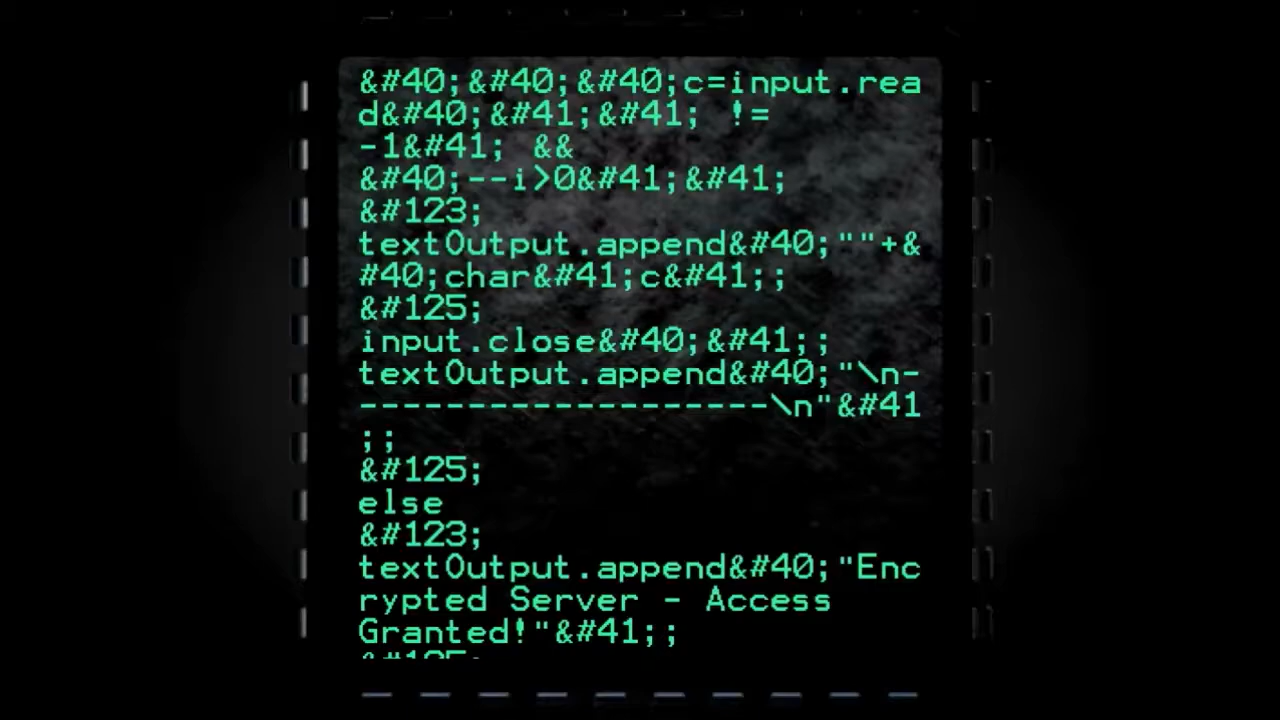 &#40;&#40;&#40;c=input.rea
d&#40;&#41;&#41; !=
-1&#41; &&
&#40;--i>0&#41;&#41;
&#123;
textOutput.append&#40;""+&
#40;char&#41;c&#41;;
&#125;
input.close&#40;&#41;;
textOutput.append&#40;"\n-
-------------------\n"&#41
;;
&#125;
else
&#123;
textOutput.append&#40;"Enc
rypted Server - Access
Granted!"&#41;;
&#125;